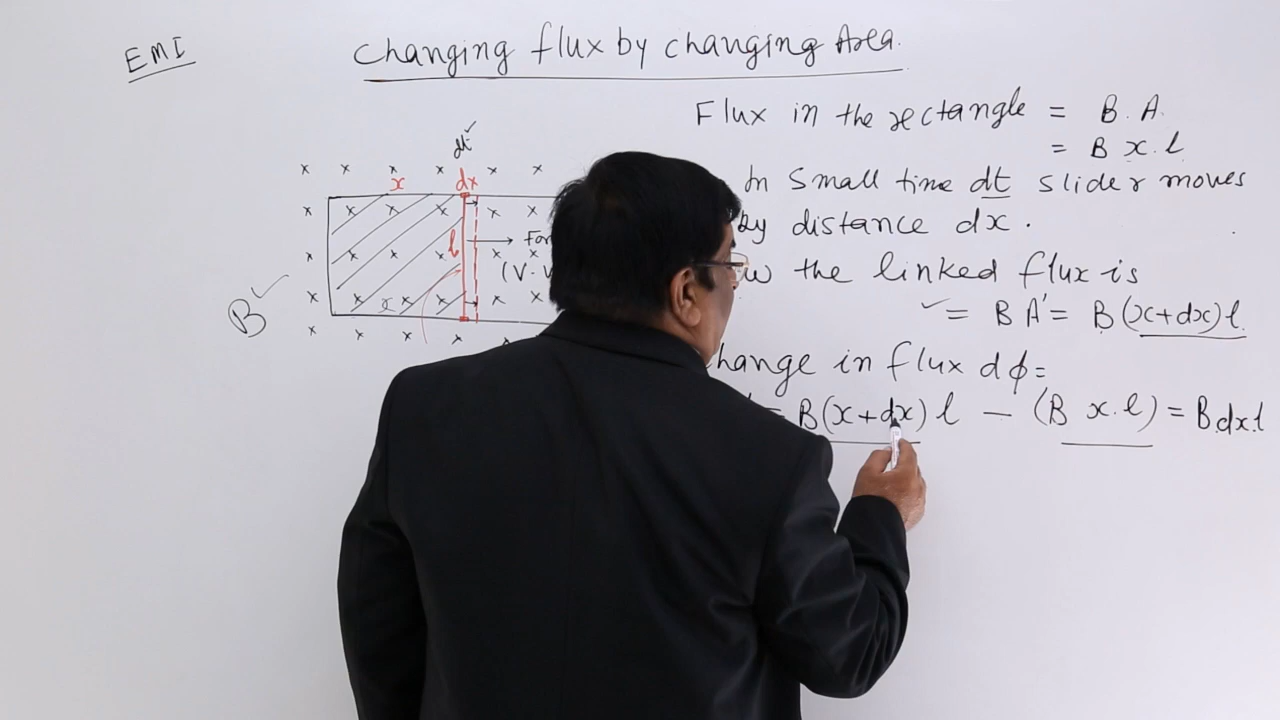 EMI
Changing flux by changing Area.
Flux in the rectangle = B. A.
= B x. l
In small time dt slider moves
by distance dx.
the linked flux is
= B A' = B(x+dx) l.
change in flux dϕ =
= B(x+dx) l – (B x. l) = B.dx.l
dt
x dx
l
x
B